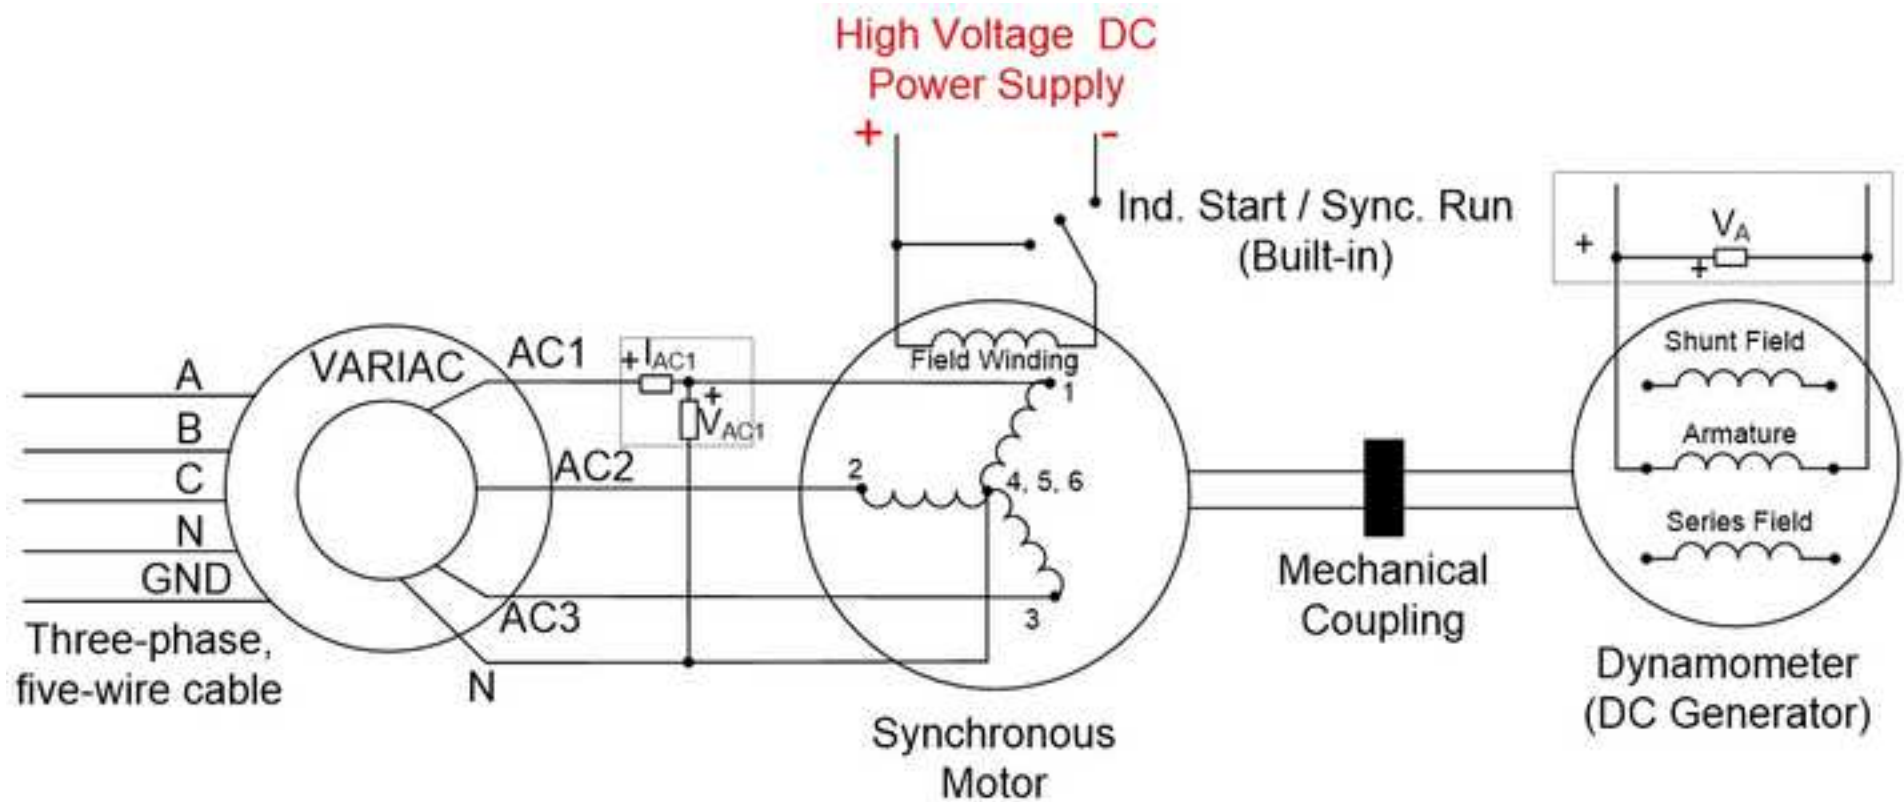 High Voltage DC
Power Supply
+ -
Ind. Start / Sync. Run
(Built-in)
VARIAC
A
B
C
N
GND
Three-phase,
five-wire cable
AC1
AC2
AC3
N
+ IAC1
+
VAC1
Field Winding
1
2
4, 5, 6
3
Synchronous
Motor
Mechanical
Coupling
+
VA
+
Shunt Field
Armature
Series Field
Dynamometer
(DC Generator)